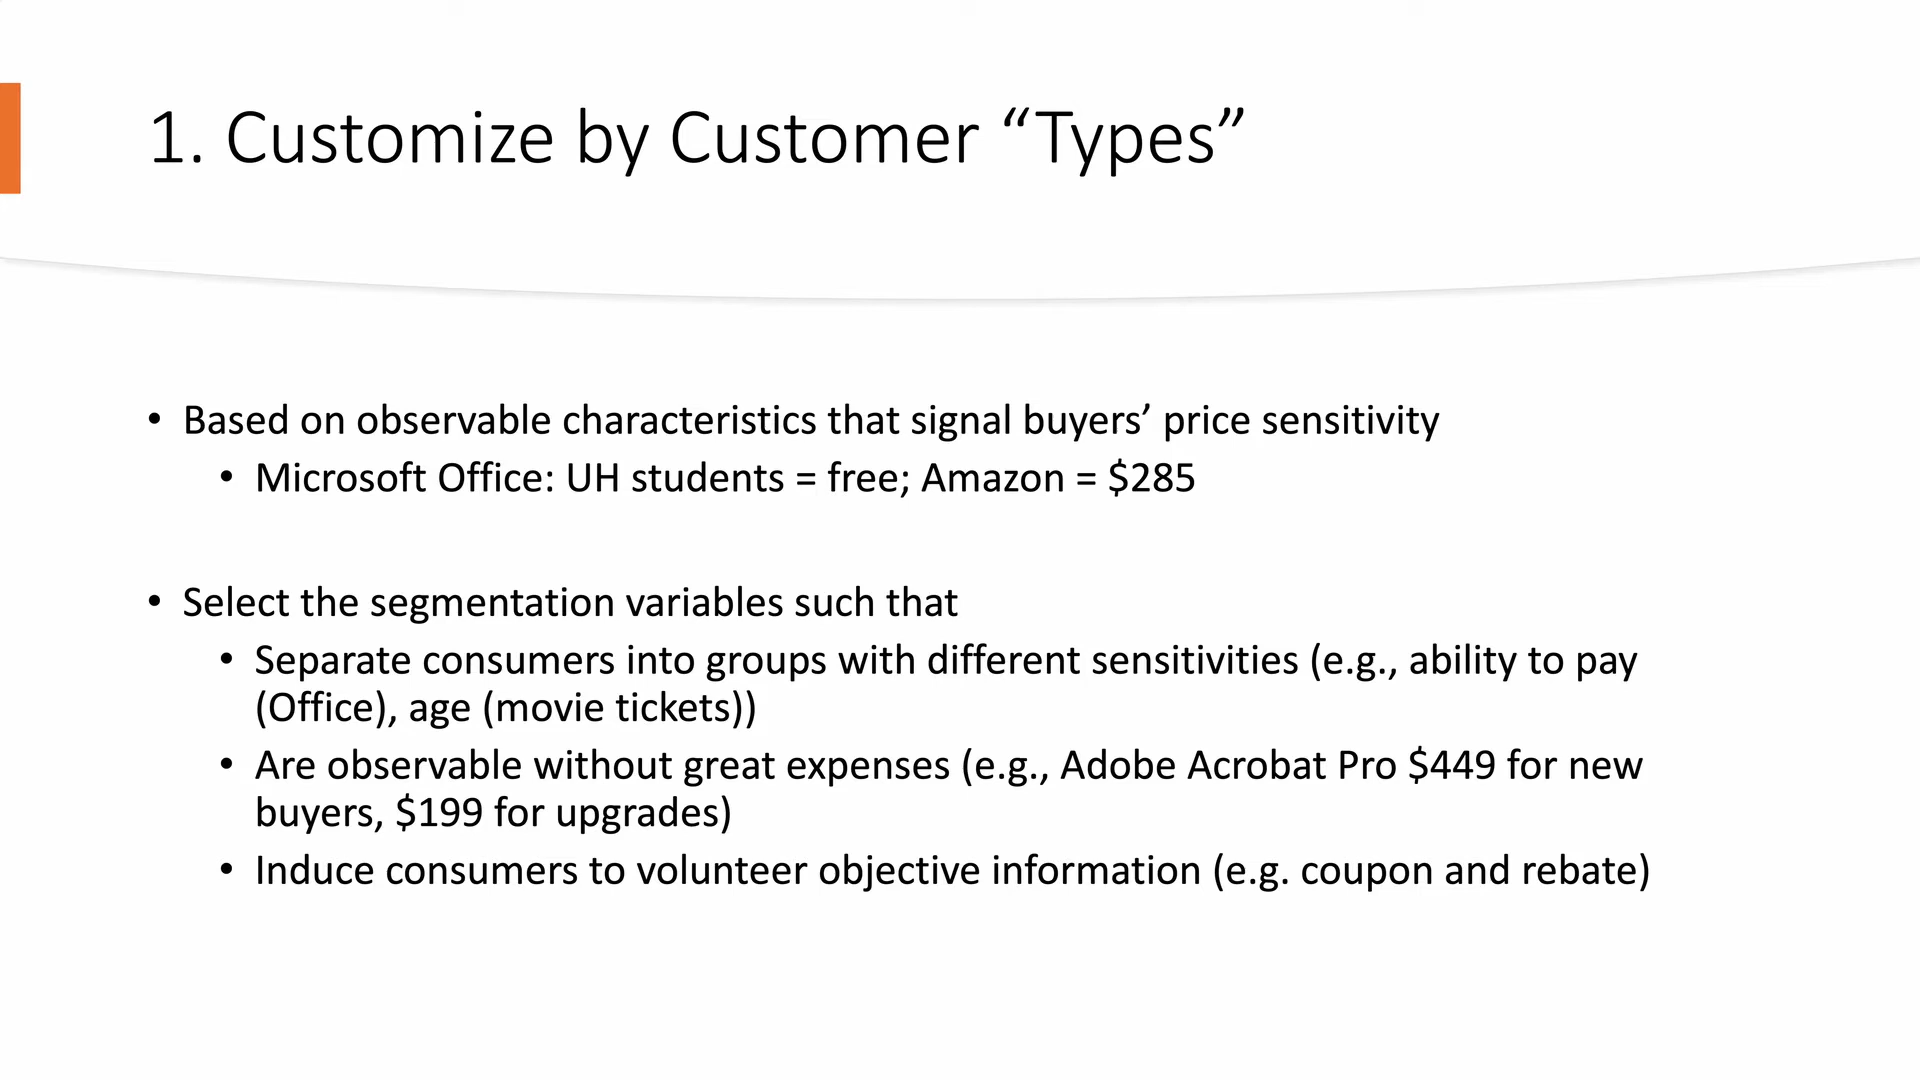 1. Customize by Customer “Types”
• Based on observable characteristics that signal buyers’ price sensitivity
• Microsoft Office: UH students = free; Amazon = $285
• Select the segmentation variables such that
• Separate consumers into groups with different sensitivities (e.g., ability to pay
(Office), age (movie tickets))
• Are observable without great expenses (e.g., Adobe Acrobat Pro $449 for new
buyers, $199 for upgrades)
• Induce consumers to volunteer objective information (e.g. coupon and rebate)